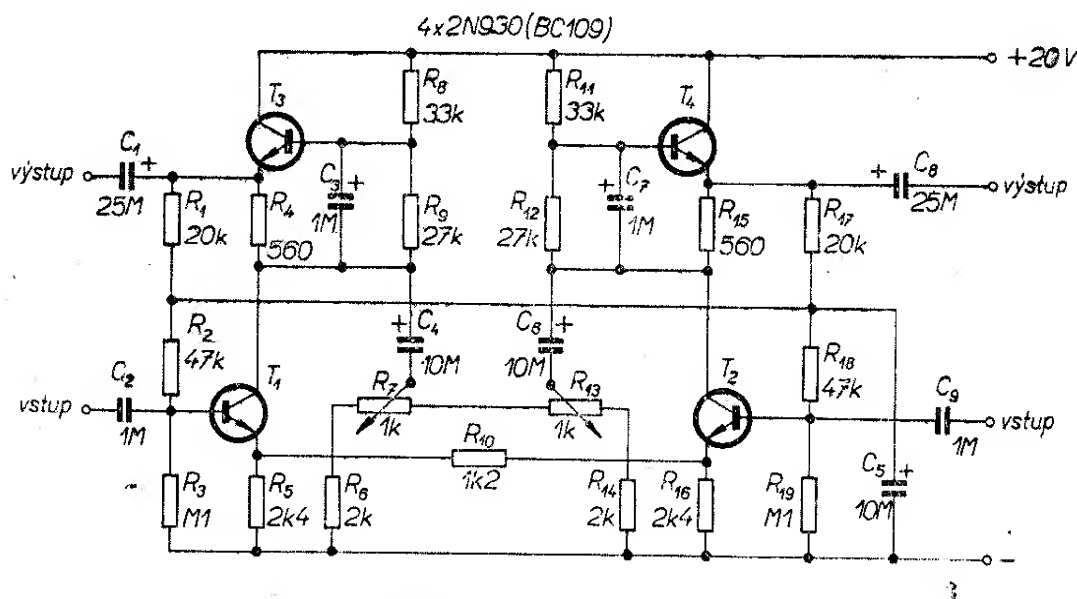 4x2N930 (BC109)
+20V
R8
33k
R11
33k
T3
T4
C1
+
výstup
25M
R1
20k
R4
560
C3
+
1M
R9
27k
R12
27k
+
C7
1M
R15
560
R17
20k
+
C8
25M
výstup
R2
47k
+
C4
10M
C6
+
10M
R18
47k
C2
vstup
1M
T1
R7
1k
R13
1k
T2
C9
vstup
1M
R10
1k2
R3
M1
R5
2k4
R6
2k
R14
2k
R16
2k4
R19
M1
C5
+
10M
-